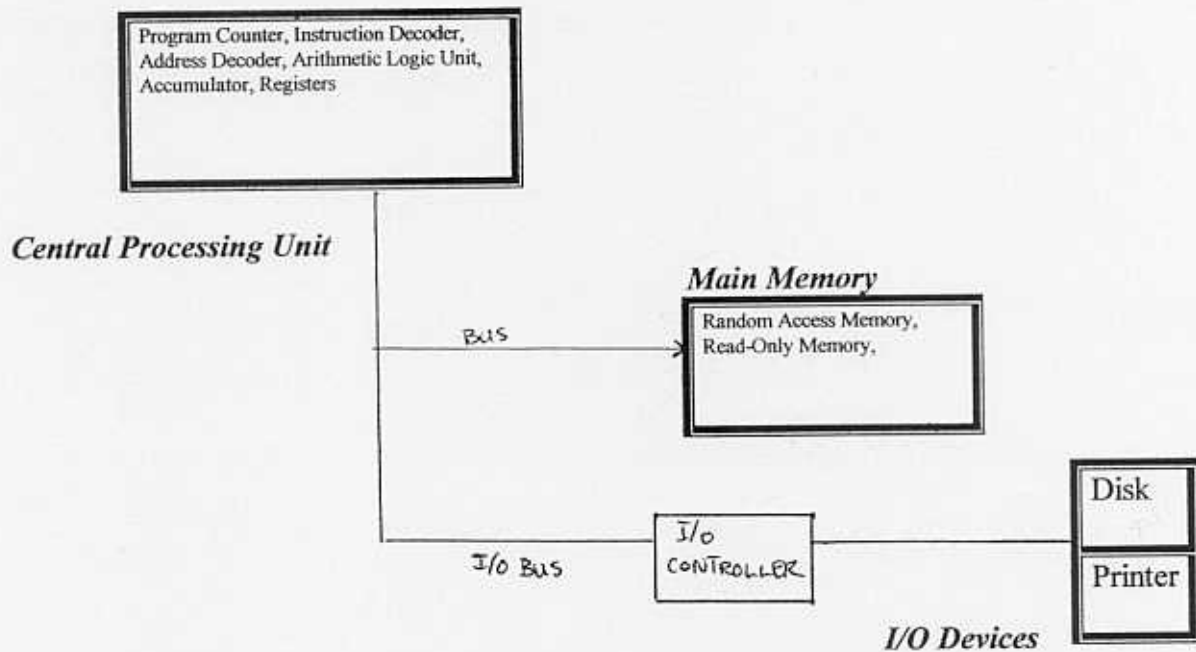 Program Counter, Instruction Decoder,
Address Decoder, Arithmetic Logic Unit,
Accumulator, Registers
Central Processing Unit
Main Memory
Random Access Memory,
Read-Only Memory,
BUS
I/O BUS
I/O
CONTROLLER
Disk
Printer
I/O Devices